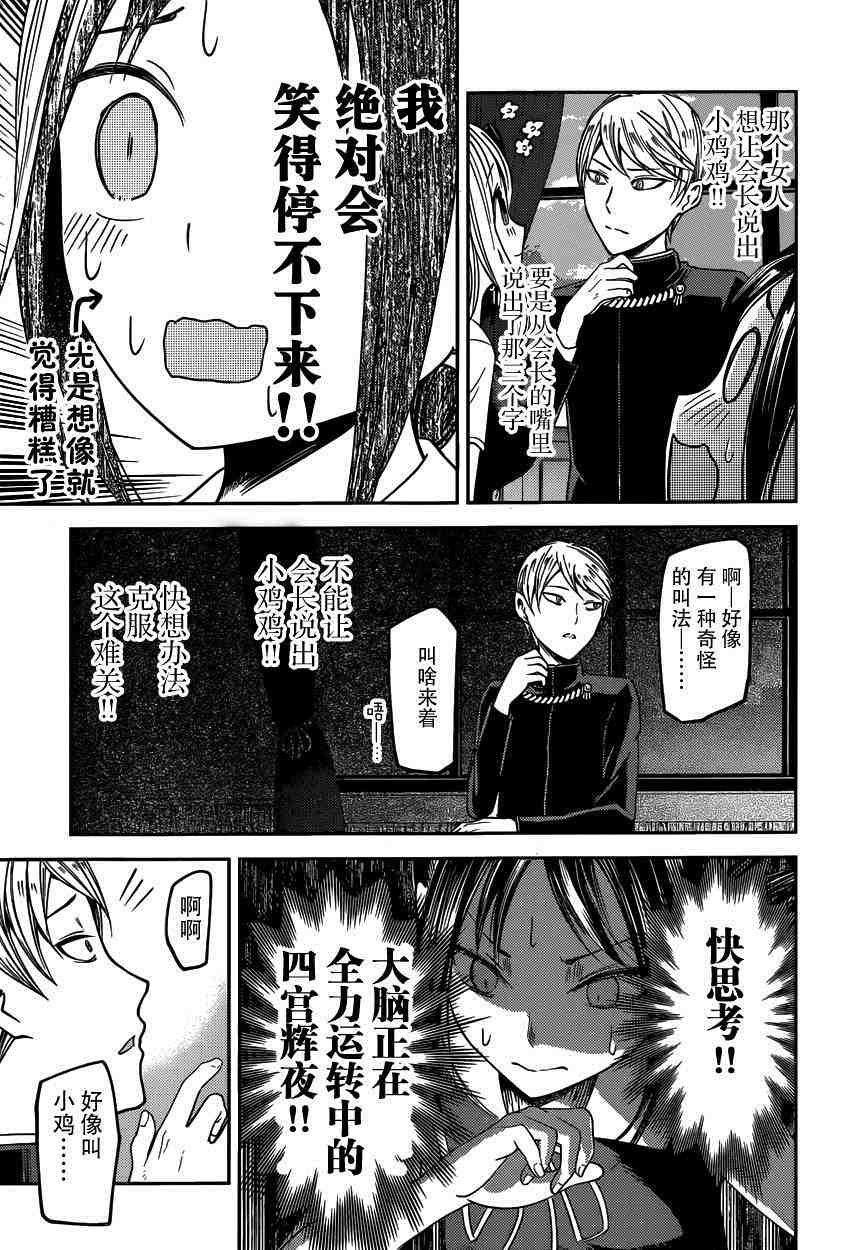 那个女人
想让会长说出
小鸡鸡!!
要是从会长的嘴里
说出了那三个字
我
绝对会
笑得停不下来!!
光是想像就
觉得糟糕了
啊—好像
有一种奇怪
的叫法—……
叫啥来着
唔—…
不能让
会长说出
小鸡鸡!!
快想办法
克服
这个难关!!
快思考!!
大脑正在
全力运转中的
四宫辉夜!!
啊啊
好像叫
小鸡……